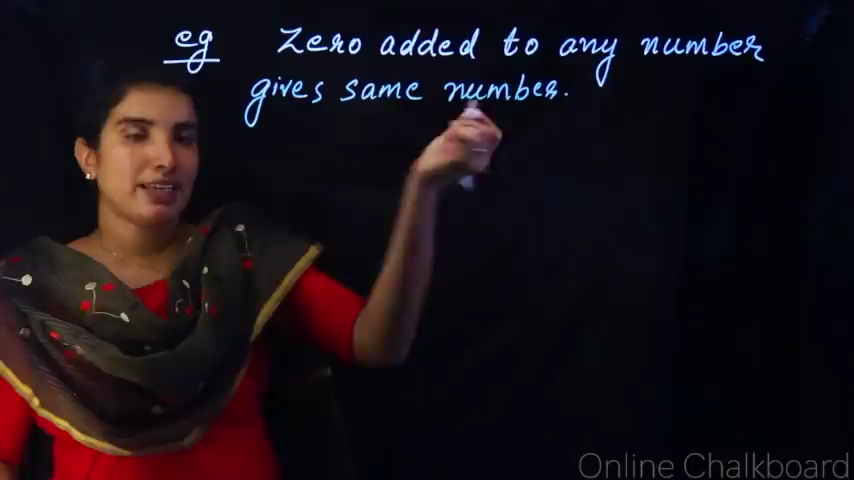 eg Zero added to any number
gives same number.
Online Chalkboard